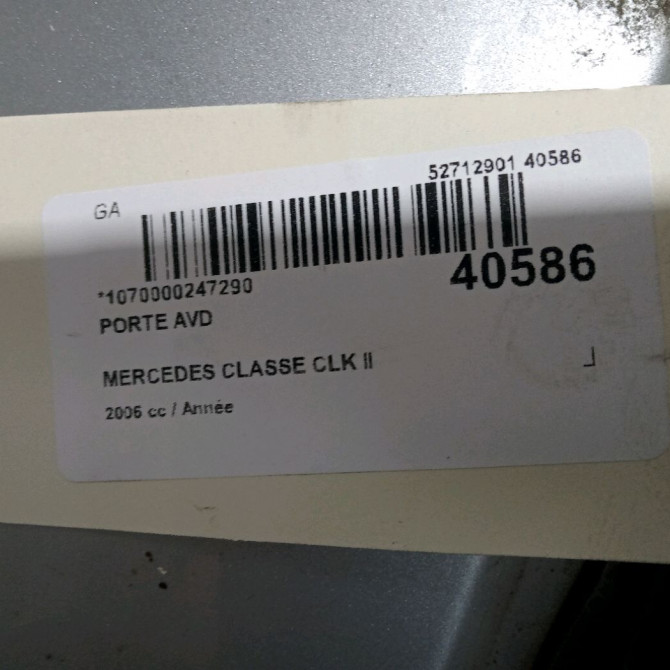 52712901 40586
GA
40586
*1070000247290
PORTE AVD
MERCEDES CLASSE CLK II
2006 cc / Année